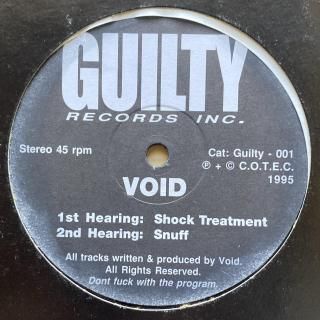 GUILTY
RECORDS INC.
Stereo 45 rpm
Cat: Guilty - 001
℗ + © C.O.T.E.C.
1995
VOID
1st Hearing: Shock Treatment
2nd Hearing: Snuff
All tracks written & produced by Void.
All Rights Reserved.
Dont fuck with the program.